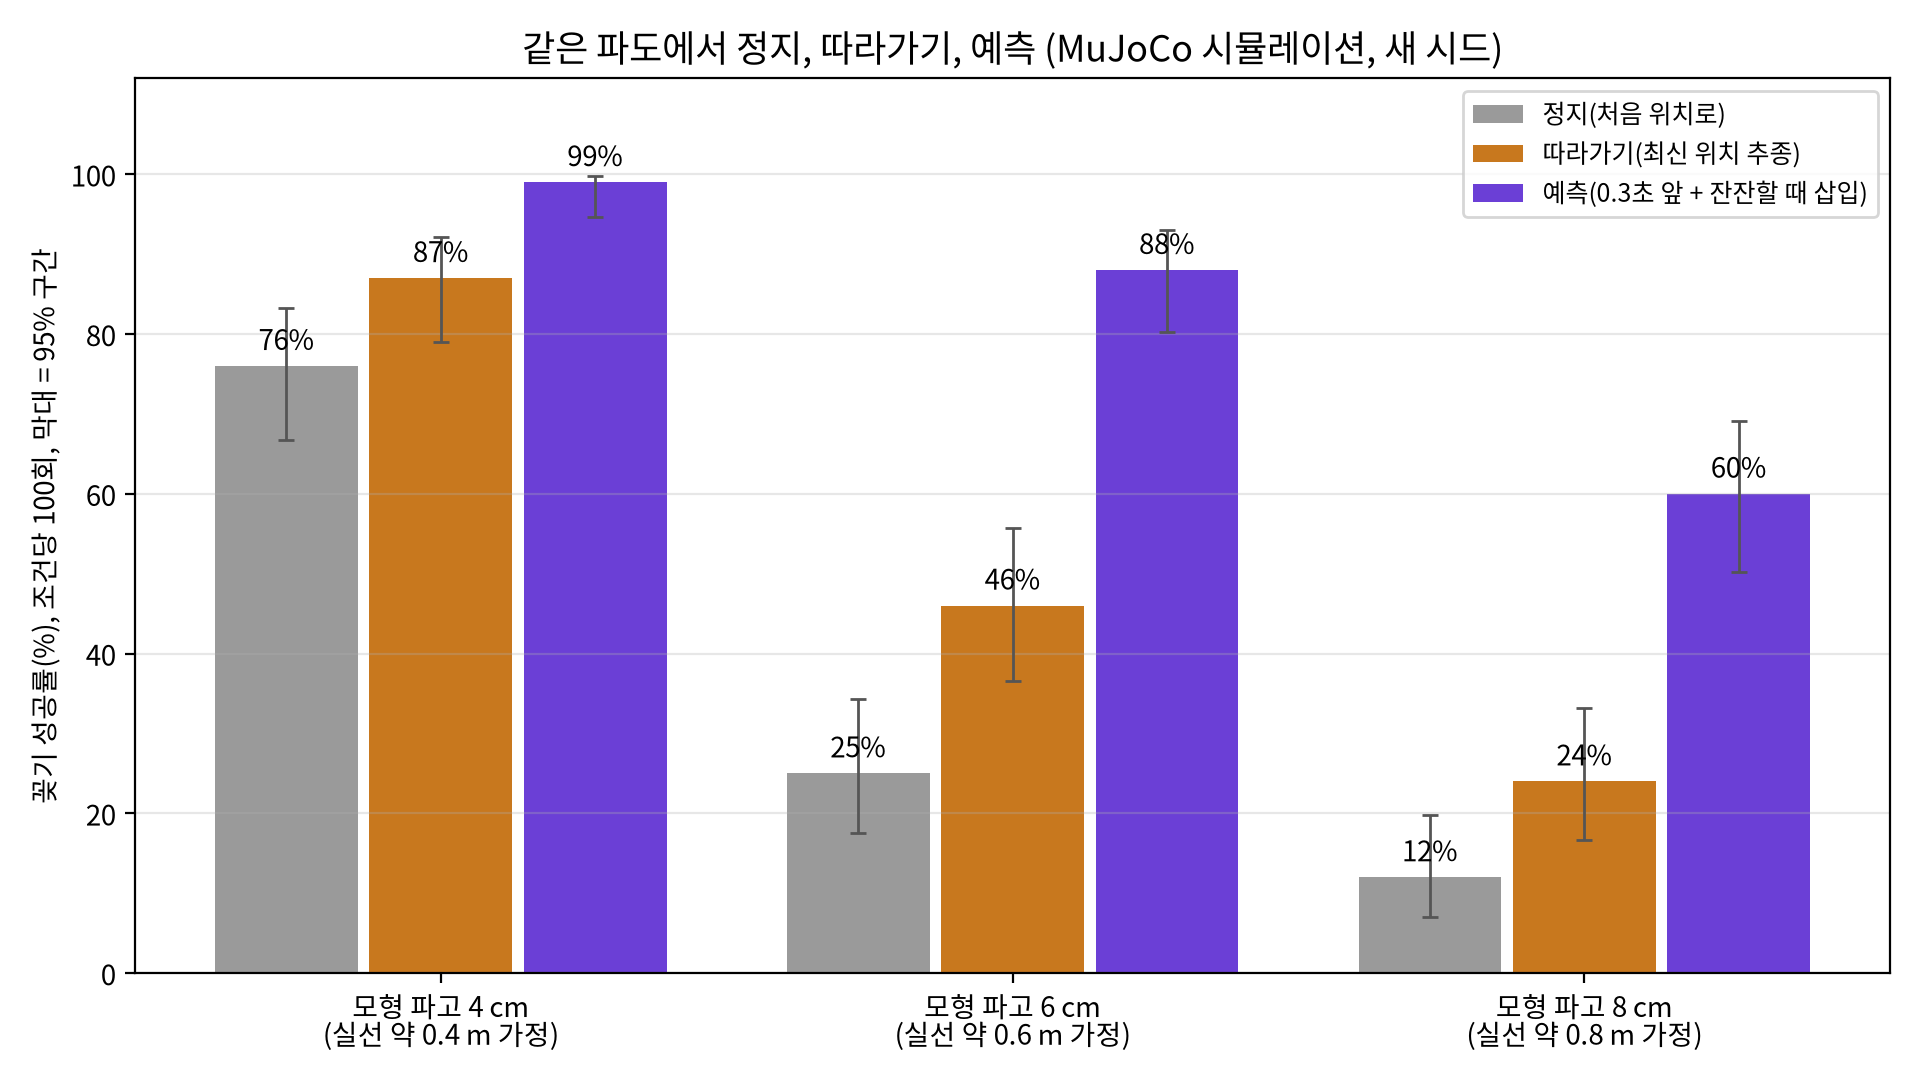 같은 파도에서 정지, 따라가기, 예측 (MuJoCo 시뮬레이션, 새 시드)
정지(처음 위치로)
따라가기(최신 위치 추종)
예측(0.3초 앞 + 잔잔할 때 삽입)
꽂기 성공률(%), 조건당 100회, 막대 = 95% 구간
100
80
60
40
20
0
76%
87%
99%
25%
46%
88%
12%
24%
60%
모형 파고 4 cm
(실선 약 0.4 m 가정)
모형 파고 6 cm
(실선 약 0.6 m 가정)
모형 파고 8 cm
(실선 약 0.8 m 가정)